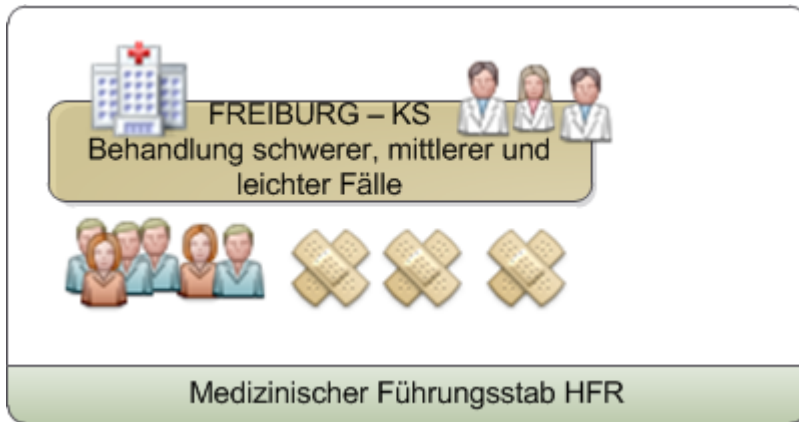 FREIBURG – KS
Behandlung schwerer, mittlerer und
leichter Fälle
Medizinischer Führungsstab HFR